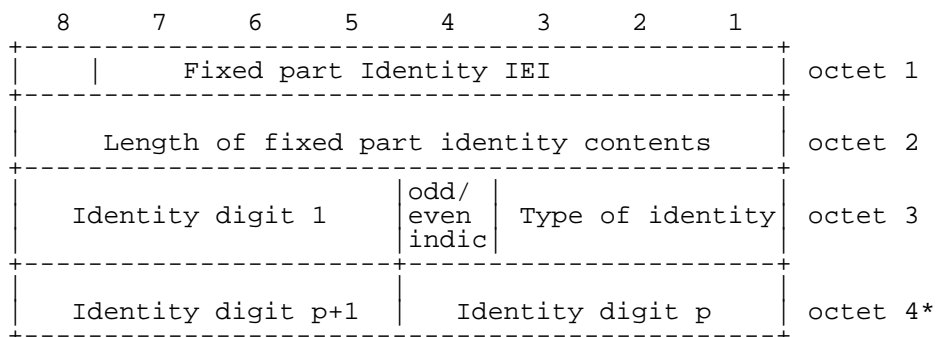 8 7 6 5 4 3 2 1
Fixed part Identity IEI octet 1
Length of fixed part identity contents octet 2
odd/
Identity digit 1 even Type of identity octet 3
indic
Identity digit p+1 Identity digit p octet 4*